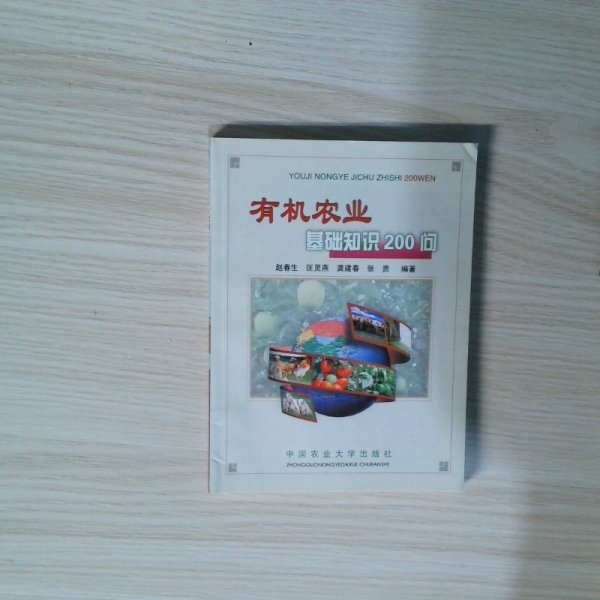 YOUJI NONGYE JICHU ZHISHI 200WEN
有机农业
基础知识200问
赵春生 匡灵燕 龚建春 张贵 编著
中国农业大学出版社
ZHONGGUONONGYEDAXUE CHUBANSHE